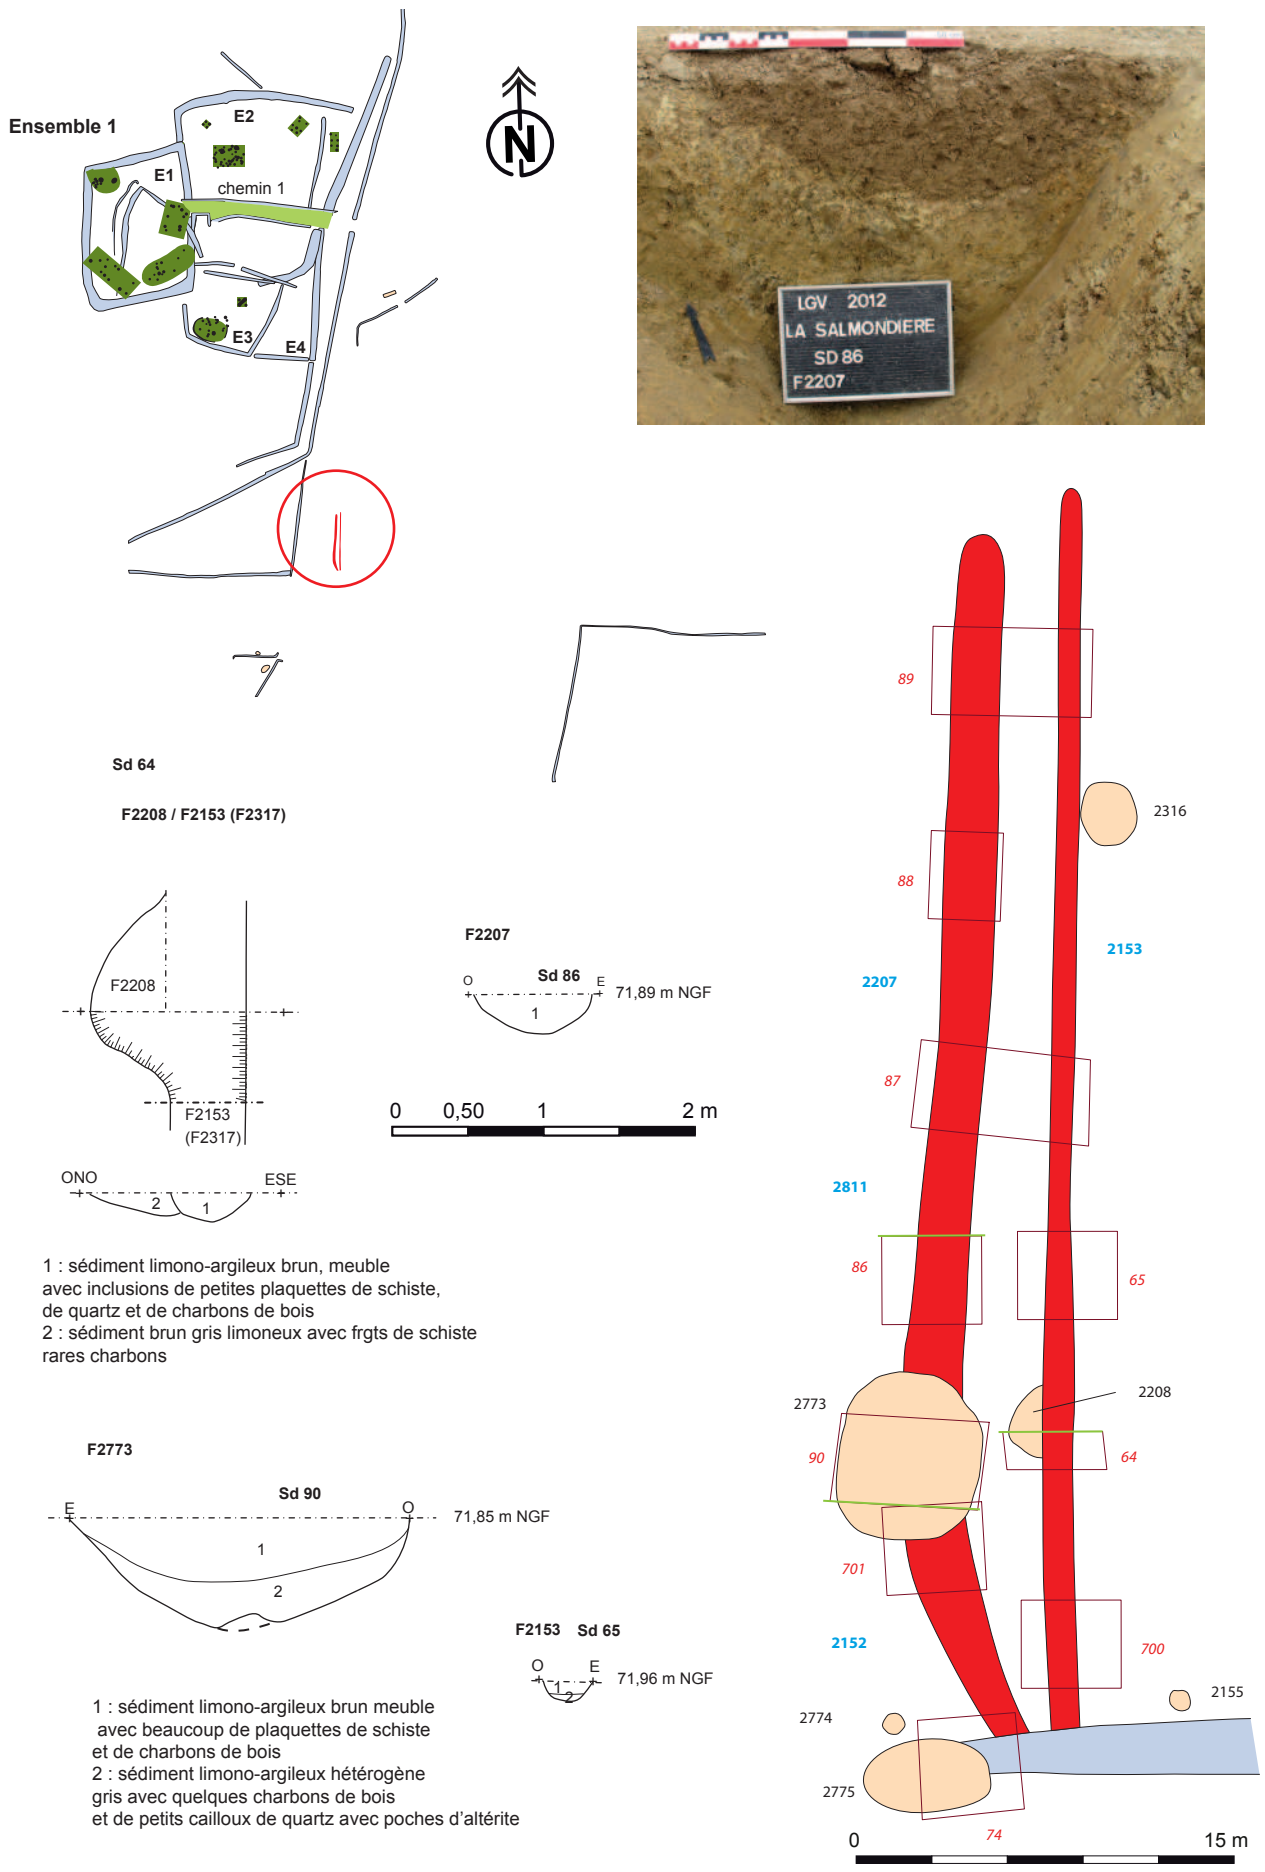 Ensemble 1
E2
E1
chemin 1
E3
E4
N
LGV 2012
LA SALMONDIERE
SD 86
F2207
Sd 64
F2208 / F2153 (F2317)
F2208
F2153
(F2317)
ONO
ESE
2
1
F2207
O
Sd 86
E
71,89 m NGF
1
0
0,50
1
2 m
1 : sédiment limono-argileux brun, meuble
avec inclusions de petites plaquettes de schiste,
de quartz et de charbons de bois
2 : sédiment brun gris limoneux avec frgts de schiste
rares charbons
F2773
Sd 90
E
O
71,85 m NGF
1
2
F2153
Sd 65
O
E
71,96 m NGF
1
2
1 : sédiment limono-argileux brun meuble
avec beaucoup de plaquettes de schiste
et de charbons de bois
2 : sédiment limono-argileux hétérogène
gris avec quelques charbons de bois
et de petits cailloux de quartz avec poches d'altérite
89
2316
88
2153
2207
87
2811
86
65
2773
2208
90
64
701
2152
700
2155
2774
2775
74
0
15 m